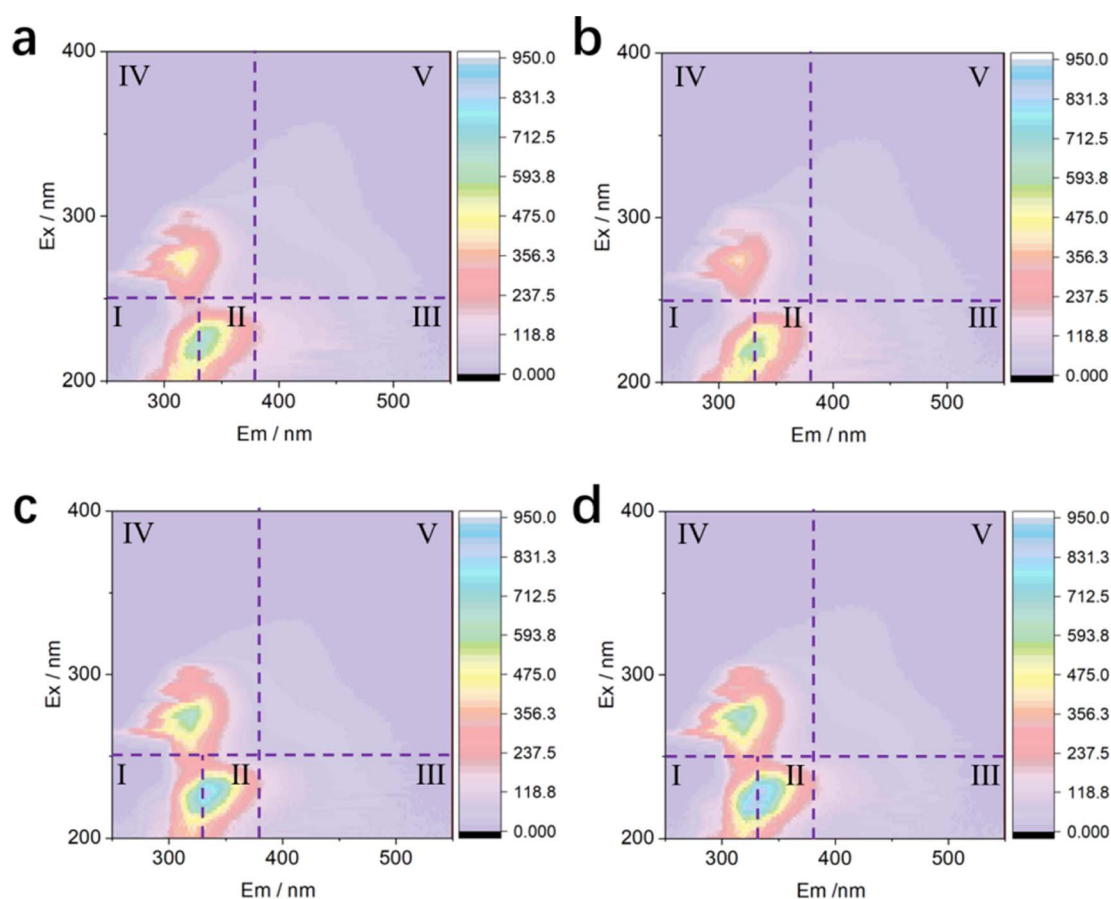 a
400
IV
V
300
Ex / nm
I
II
III
200
300
400
500
Em / nm
950.0
831.3
712.5
593.8
475.0
356.3
237.5
118.8
0.000
b
400
IV
V
300
Ex / nm
I
II
III
200
300
400
500
Em / nm
950.0
831.3
712.5
593.8
475.0
356.3
237.5
118.8
0.000
c
400
IV
V
300
Ex / nm
I
II
III
200
300
400
500
Em / nm
950.0
831.3
712.5
593.8
475.0
356.3
237.5
118.8
0.000
d
400
IV
V
300
Ex / nm
I
II
III
200
300
400
500
Em /nm
950.0
831.3
712.5
593.8
475.0
356.3
237.5
118.8
0.000